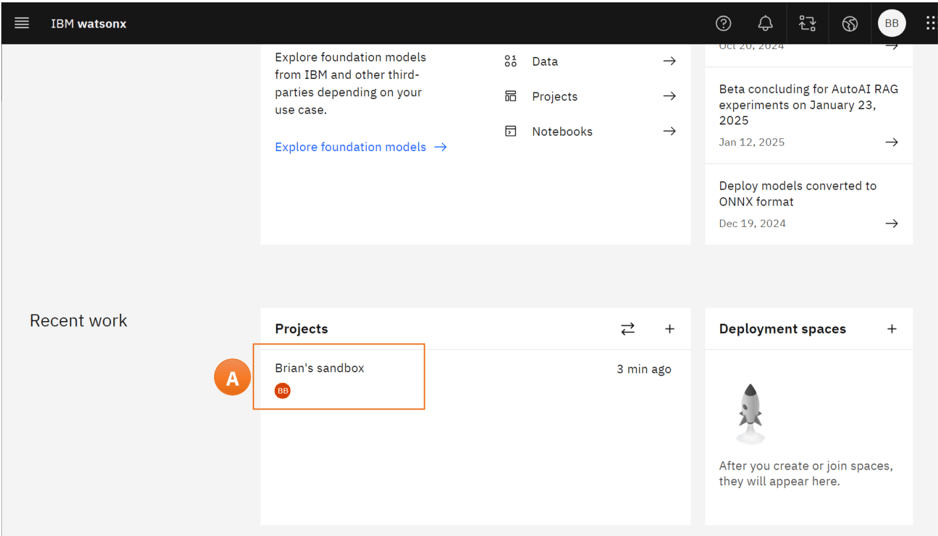 IBM watsonx
BB
Explore foundation models
from IBM and other third-
parties depending on your
use case.
Explore foundation models
Data
Projects
Notebooks
Oct 20, 2024
Beta concluding for AutoAI RAG
experiments on January 23,
2025
Jan 12, 2025
Deploy models converted to
ONNX format
Dec 19, 2024
Recent work
Projects
A
Brian's sandbox
3 min ago
BB
Deployment spaces
After you create or join spaces,
they will appear here.